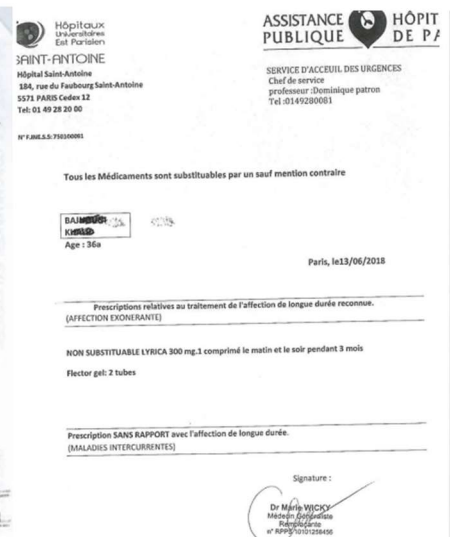 Hôpitaux
Universitaires
Est Parisien
SAINT-ANTOINE
Hôpital Saint-Antoine
184, rue du Faubourg Saint-Antoine
5571 PARIS Cedex 12
Tel: 01 49 28 20 00
ASSISTANCE HÔPIT
PUBLIQUE DE PA
SERVICE D'ACCEUIL DES URGENCES
Chef de service
professeur :Dominique patron
Tel :0149280081
Tous les Médicaments sont substituables par un sauf mention contraire
Age : 36a
Paris, le13/06/2018
Prescriptions relatives au traitement de l'affection de longue durée reconnue.
(AFFECTION EXONERANTE)
NON SUBSTITUABLE LYRICA 300 mg.1 comprimé le matin et le soir pendant 3 mois
Flector gel: 2 tubes
Prescription SANS RAPPORT avec l'affection de longue durée.
(MALADIES INTERCURRENTES)
Signature :
Dr Marie WICKY
Médecin Généraliste
Remplaçante
n° RPPS 10101258456